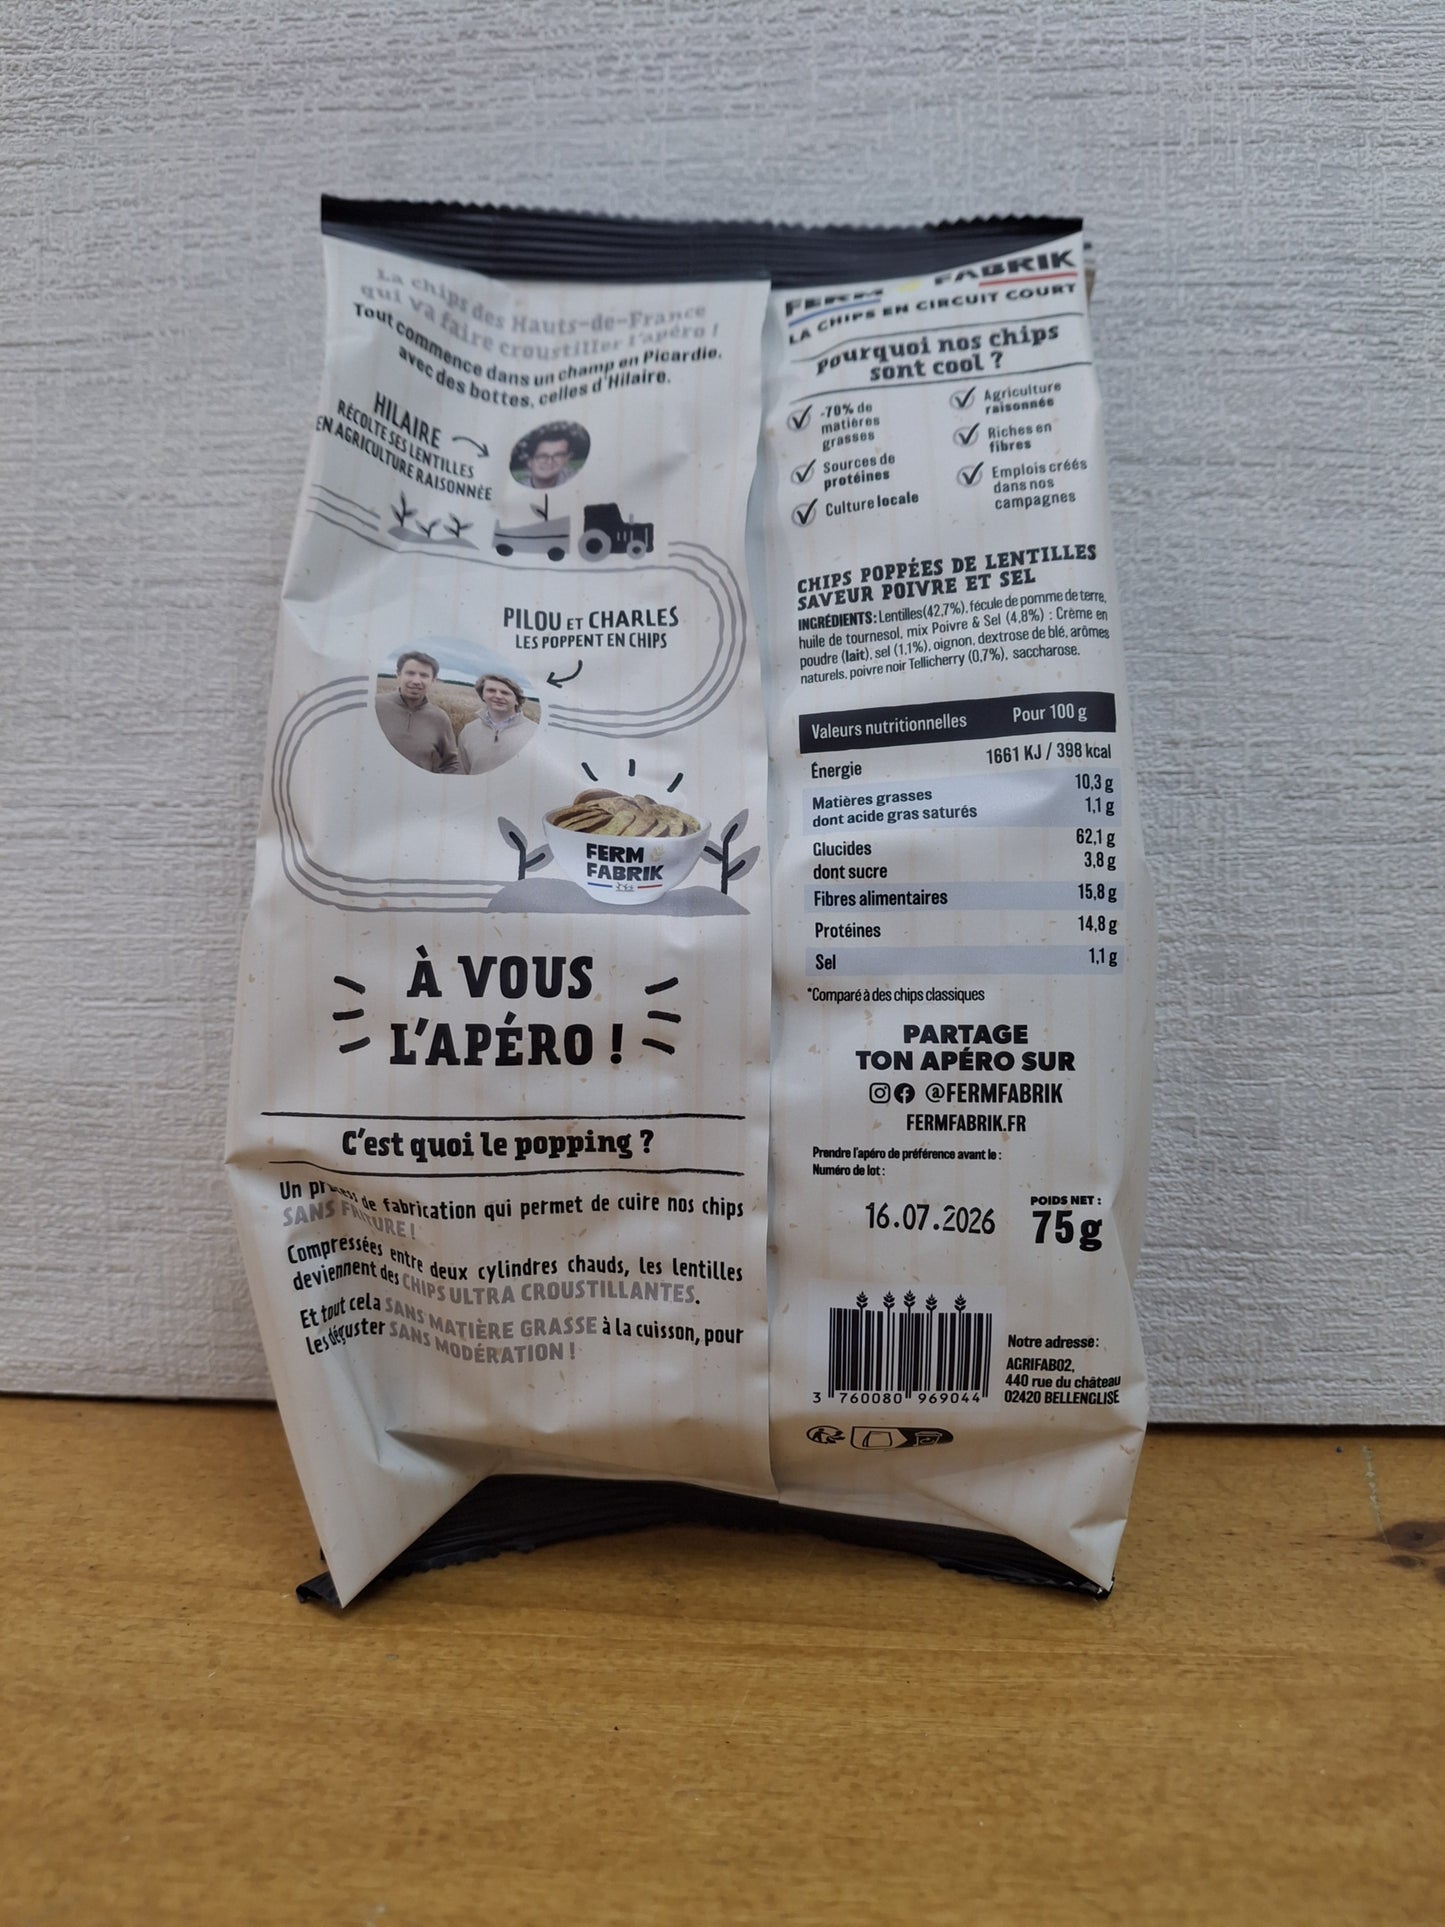 La chips des Hauts-de-France
qui va faire croustiller l'apéro !
Tout commence dans un champ en Picardie,
avec des bottes, celles d'Hilaire.
HILAIRE
RÉCOLTE SES LENTILLES
EN AGRICULTURE RAISONNÉE
PILOU ET CHARLES
LES POPPENT EN CHIPS
FERM
FABRIK
À VOUS
L'APÉRO !
C'est quoi le popping ?
Un process de fabrication qui permet de cuire nos chips
SANS FRITURE !
Compressées entre deux cylindres chauds, les lentilles
deviennent des CHIPS ULTRA CROUSTILLANTES.
Et tout cela SANS MATIÈRE GRASSE à la cuisson, pour
les déguster SANS MODÉRATION !
FERM FABRIK
LA CHIPS EN CIRCUIT COURT
Pourquoi nos chips
sont cool ?
-70% de
matières
grasses
Sources de
protéines
Culture locale
Agriculture
raisonnée
Riches en
fibres
Emplois créés
dans nos
campagnes
CHIPS POPPÉES DE LENTILLES
SAVEUR POIVRE ET SEL
INGRÉDIENTS: Lentilles (42,7%), fécule de pomme de terre,
huile de tournesol, mix Poivre & Sel (4,8%) : Crème en
poudre (lait), sel (1,1%), oignon, dextrose de blé, arômes
naturels, poivre noir Tellicherry (0,7%), saccharose.
Valeurs nutritionnelles Pour 100 g
Énergie 1661 KJ / 398 kcal
Matières grasses 10,3 g
dont acide gras saturés 1,1 g
Glucides 62,1 g
dont sucre 3,8 g
Fibres alimentaires 15,8 g
Protéines 14,8 g
Sel 1,1 g
*Comparé à des chips classiques
PARTAGE
TON APÉRO SUR
@FERMFABRIK
FERMFABRIK.FR
Prendre l'apéro de préférence avant le :
Numéro de lot :
16.07.2026
POIDS NET :
75g
3 760080 969044
Notre adresse:
AGRIFAB02,
440 rue du château
02420 BELLENGLISE